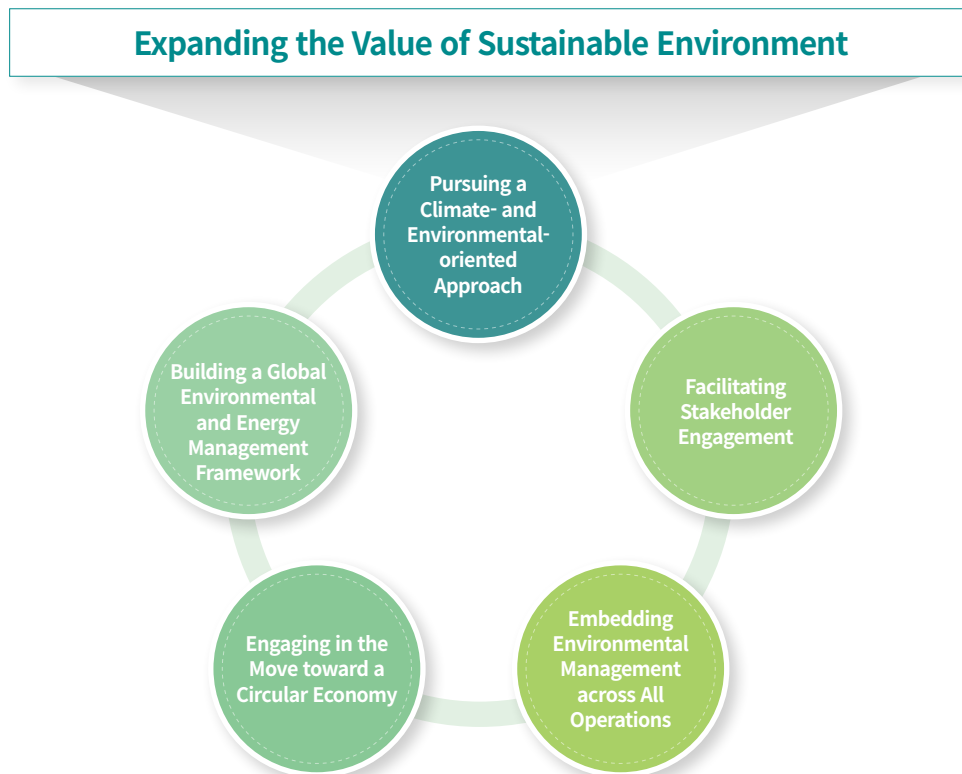 Expanding the Value of Sustainable Environment
Pursuing a
Climate- and
Environmental-
oriented
Approach
Facilitating
Stakeholder
Engagement
Embedding
Environmental
Management
across All
Operations
Engaging in the
Move toward a
Circular Economy
Building a Global
Environmental
and Energy
Management
Framework